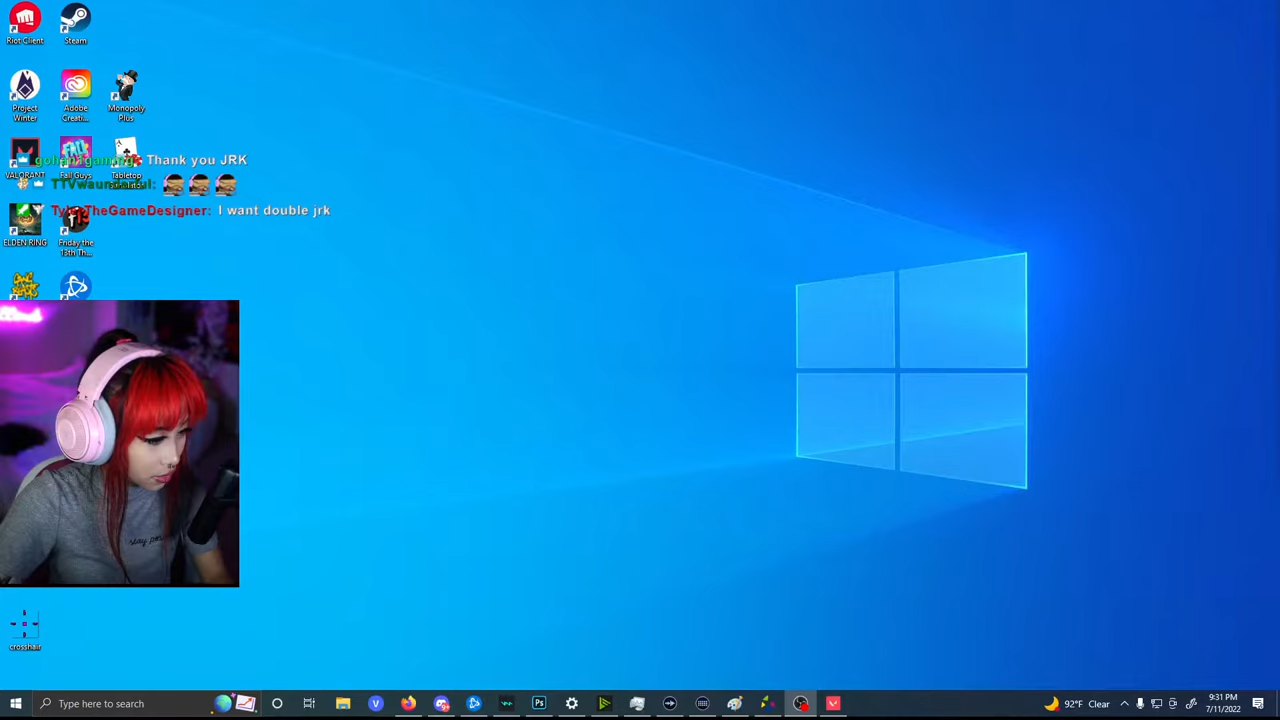 Riot Client
Steam
Project Winter
Adobe Creati...
Monopoly Plus
VALORANT
Fall Guys
Tabletop
: Thank you JRK
TylerTheGameDesigner: I want double jrk
ELDEN RING
Friday the 13th Th...
crosshair
Type here to search
Ps
92°F Clear
9:31 PM
7/11/2022